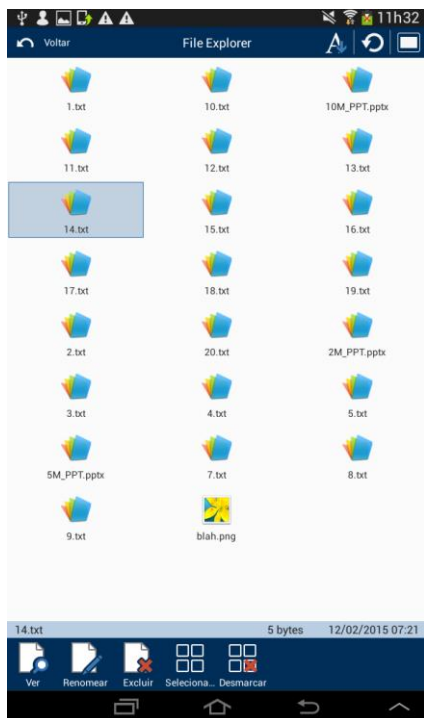 11h32
Voltar File Explorer
1.txt 10.txt 10M_PPT.pptx
11.txt 12.txt 13.txt
14.txt 15.txt 16.txt
17.txt 18.txt 19.txt
2.txt 20.txt 2M_PPT.pptx
3.txt 4.txt 5.txt
5M_PPT.pptx 7.txt 8.txt
9.txt blah.png
14.txt 5 bytes 12/02/2015 07:21
Ver Renomear Excluir Seleciona... Desmarcar